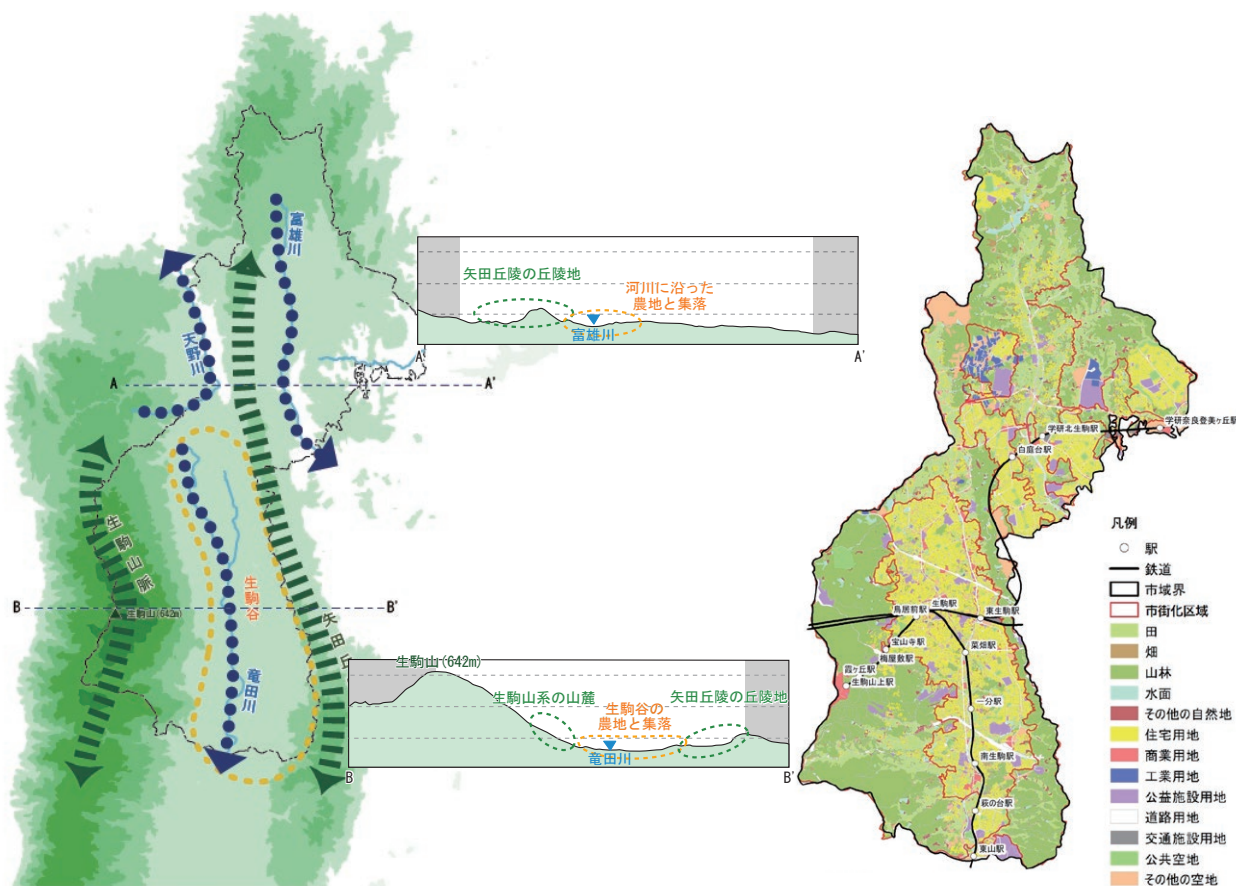 富雄川
天野川
A
A'
生駒山脈
生駒山(642m)
B
B'
生駒谷
矢田山
竜田川
矢田丘陵の丘陵地
河川に沿った
農地と集落
富雄川
A
A'
生駒山(642m)
生駒山系の山麓
生駒谷の
農地と集落
矢田丘陵の丘陵地
竜田川
B
B'
学研奈良登美ヶ丘駅
学研北生駒駅
白庭台駅
鳥居前駅
生駒駅
東生駒駅
宝山寺駅
菜畑駅
梅屋敷駅
霞ヶ丘駅
生駒山上駅
一分駅
南生駒駅
萩の台駅
東山駅
凡例
駅
鉄道
市域界
市街化区域
田
畑
山林
水面
その他の自然地
住宅用地
商業用地
工業用地
公益施設用地
道路用地
交通施設用地
公共空地
その他の空地